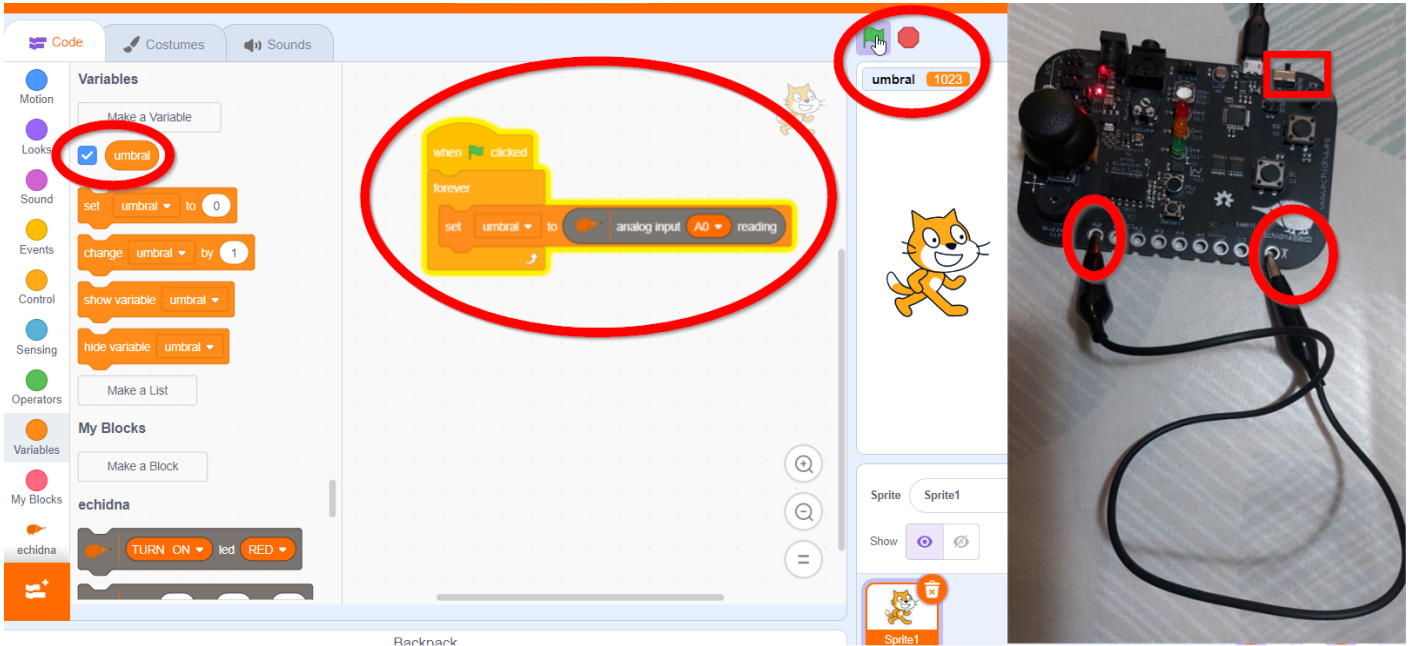 Code
Costumes
Sounds
Motion
Looks
Sound
Events
Control
Sensing
Operators
Variables
My Blocks
echidna
Variables
Make a Variable
umbral
set umbral to 0
change umbral by 1
show variable umbral
hide variable umbral
Make a List
My Blocks
Make a Block
echidna
TURN ON led RED
when clicked
forever
set umbral to analog input A0 reading
umbral 1023
Sprite Sprite1
Show
Sprite1
Backpack
www.echidna.es
X